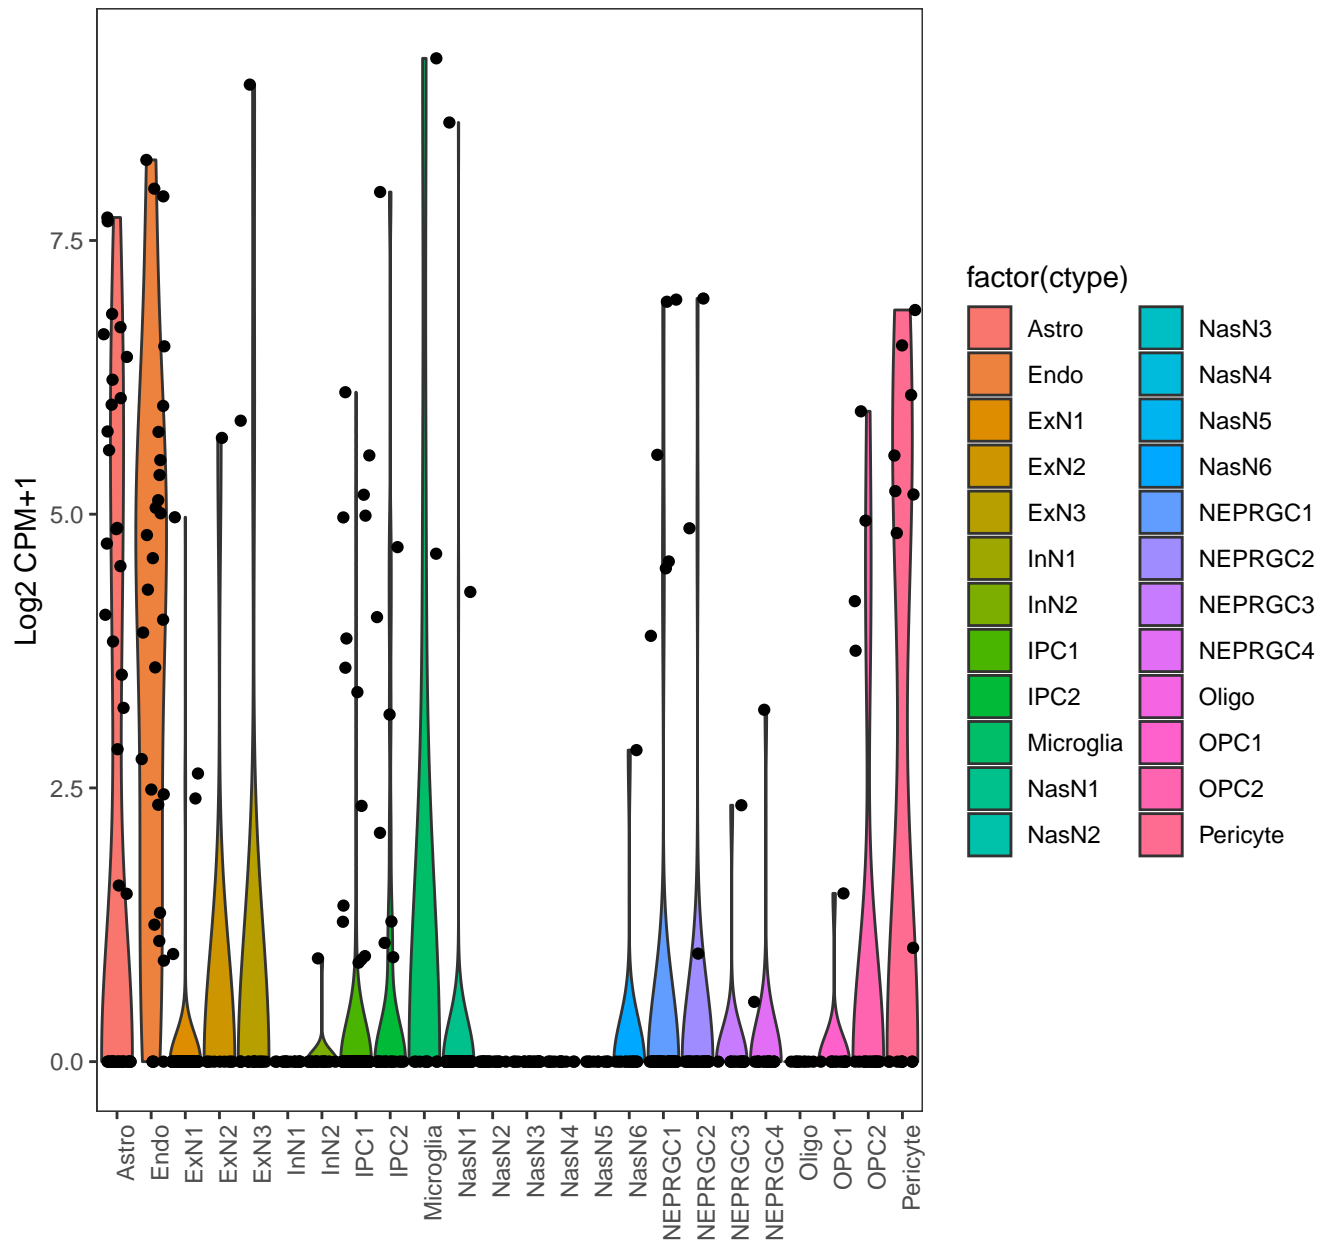 7.5
5.0
2.5
0.0
Log2 CPM+1
Astro
Endo
ExN1
ExN2
ExN3
InN1
InN2
IPC1
IPC2
Microglia
NasN1
NasN2
NasN3
NasN4
NasN5
NasN6
NEPRGC1
NEPRGC2
NEPRGC3
NEPRGC4
Oligo
OPC1
OPC2
Pericyte
factor(ctype)
Astro
Endo
ExN1
ExN2
ExN3
InN1
InN2
IPC1
IPC2
Microglia
NasN1
NasN2
NasN3
NasN4
NasN5
NasN6
NEPRGC1
NEPRGC2
NEPRGC3
NEPRGC4
Oligo
OPC1
OPC2
Pericyte